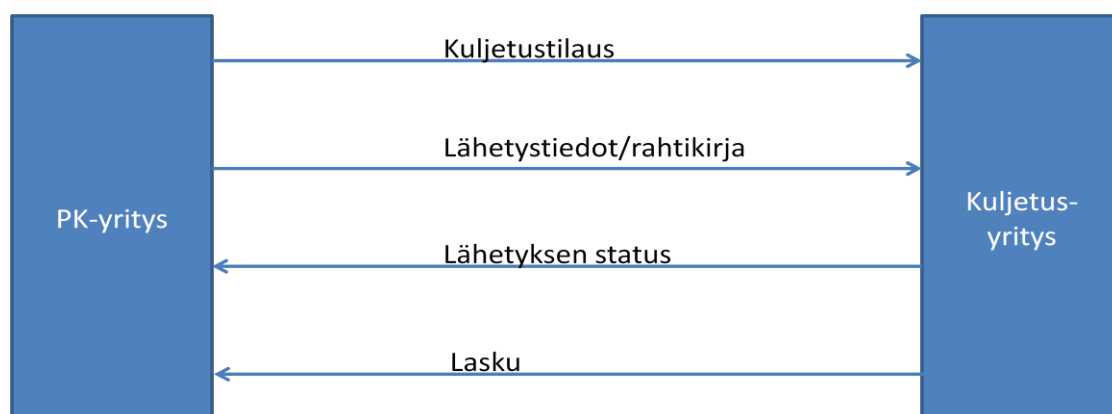 Kuljetustilaus
Lähetystiedot/rahtikirja
PK-yritys
Kuljetus-
yritys
Lähetyksen status
Lasku